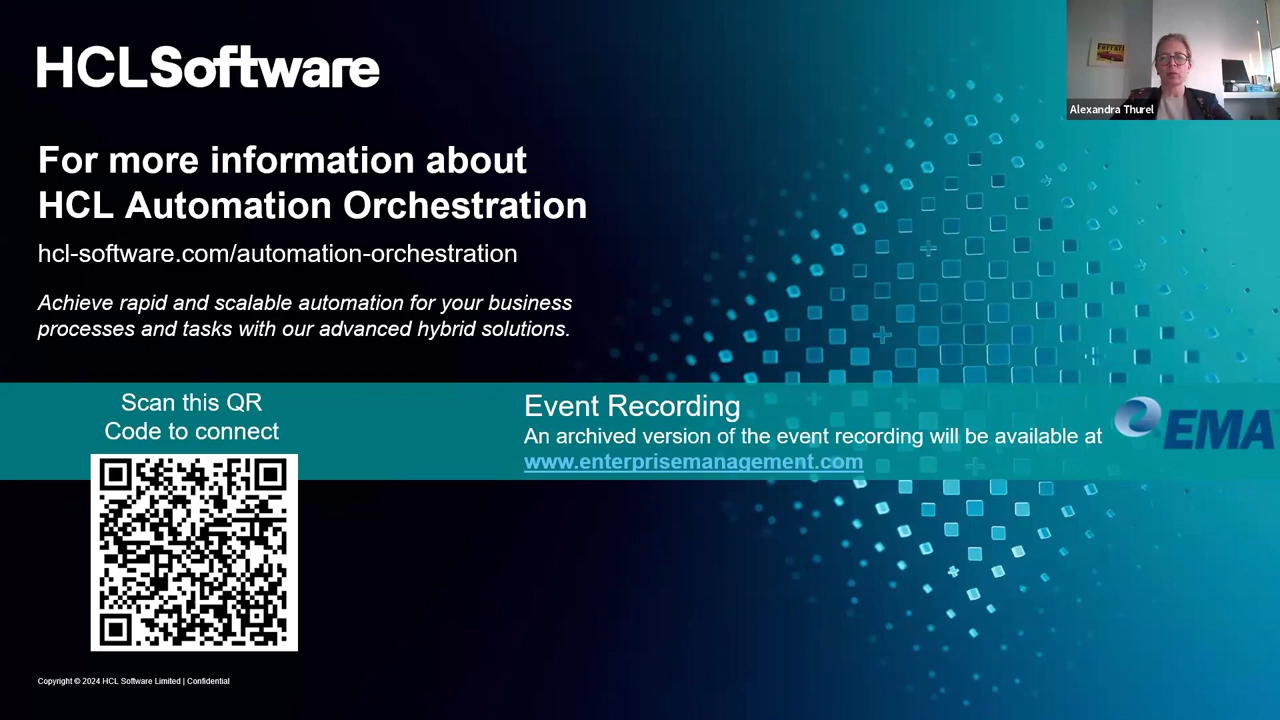 HCLSoftware
For more information about
HCL Automation Orchestration
hcl-software.com/automation-orchestration
Achieve rapid and scalable automation for your business
processes and tasks with our advanced hybrid solutions.
Scan this QR
Code to connect
Event Recording
An archived version of the event recording will be available at
www.enterprisemanagement.com
EMA
Copyright © 2024 HCL Software Limited | Confidential
Ferrari
Alexandra Thurel